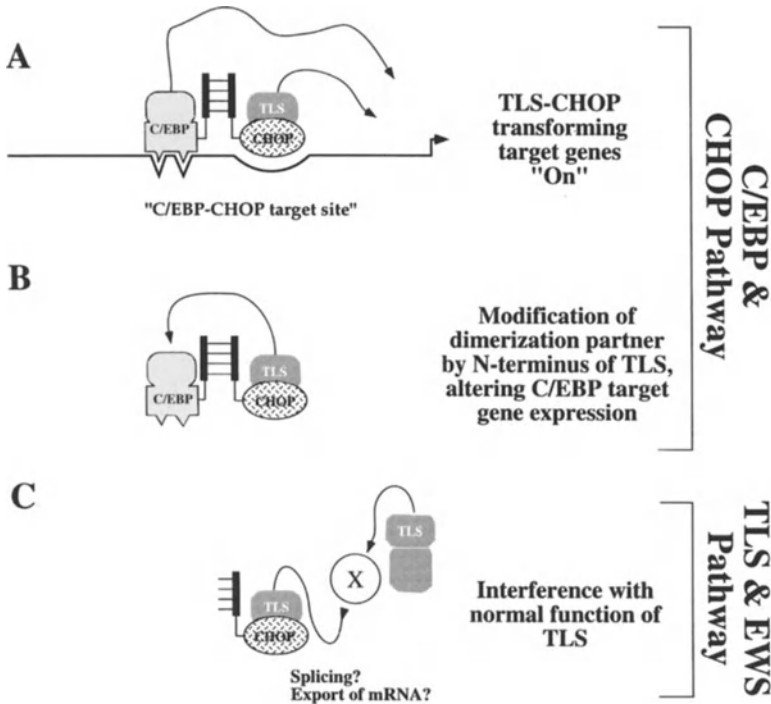 A
C/EBP
TLS
CHOP
"C/EBP-CHOP target site"
TLS-CHOP
transforming
target genes
"On"
B
C/EBP
TLS
CHOP
Modification of
dimerization partner
by N-terminus of TLS,
altering C/EBP target
gene expression
C/EBP &
CHOP Pathway
C
TLS
CHOP
X
TLS
Splicing?
Export of mRNA?
Interference with
normal function of
TLS
TLS & EWS
Pathway